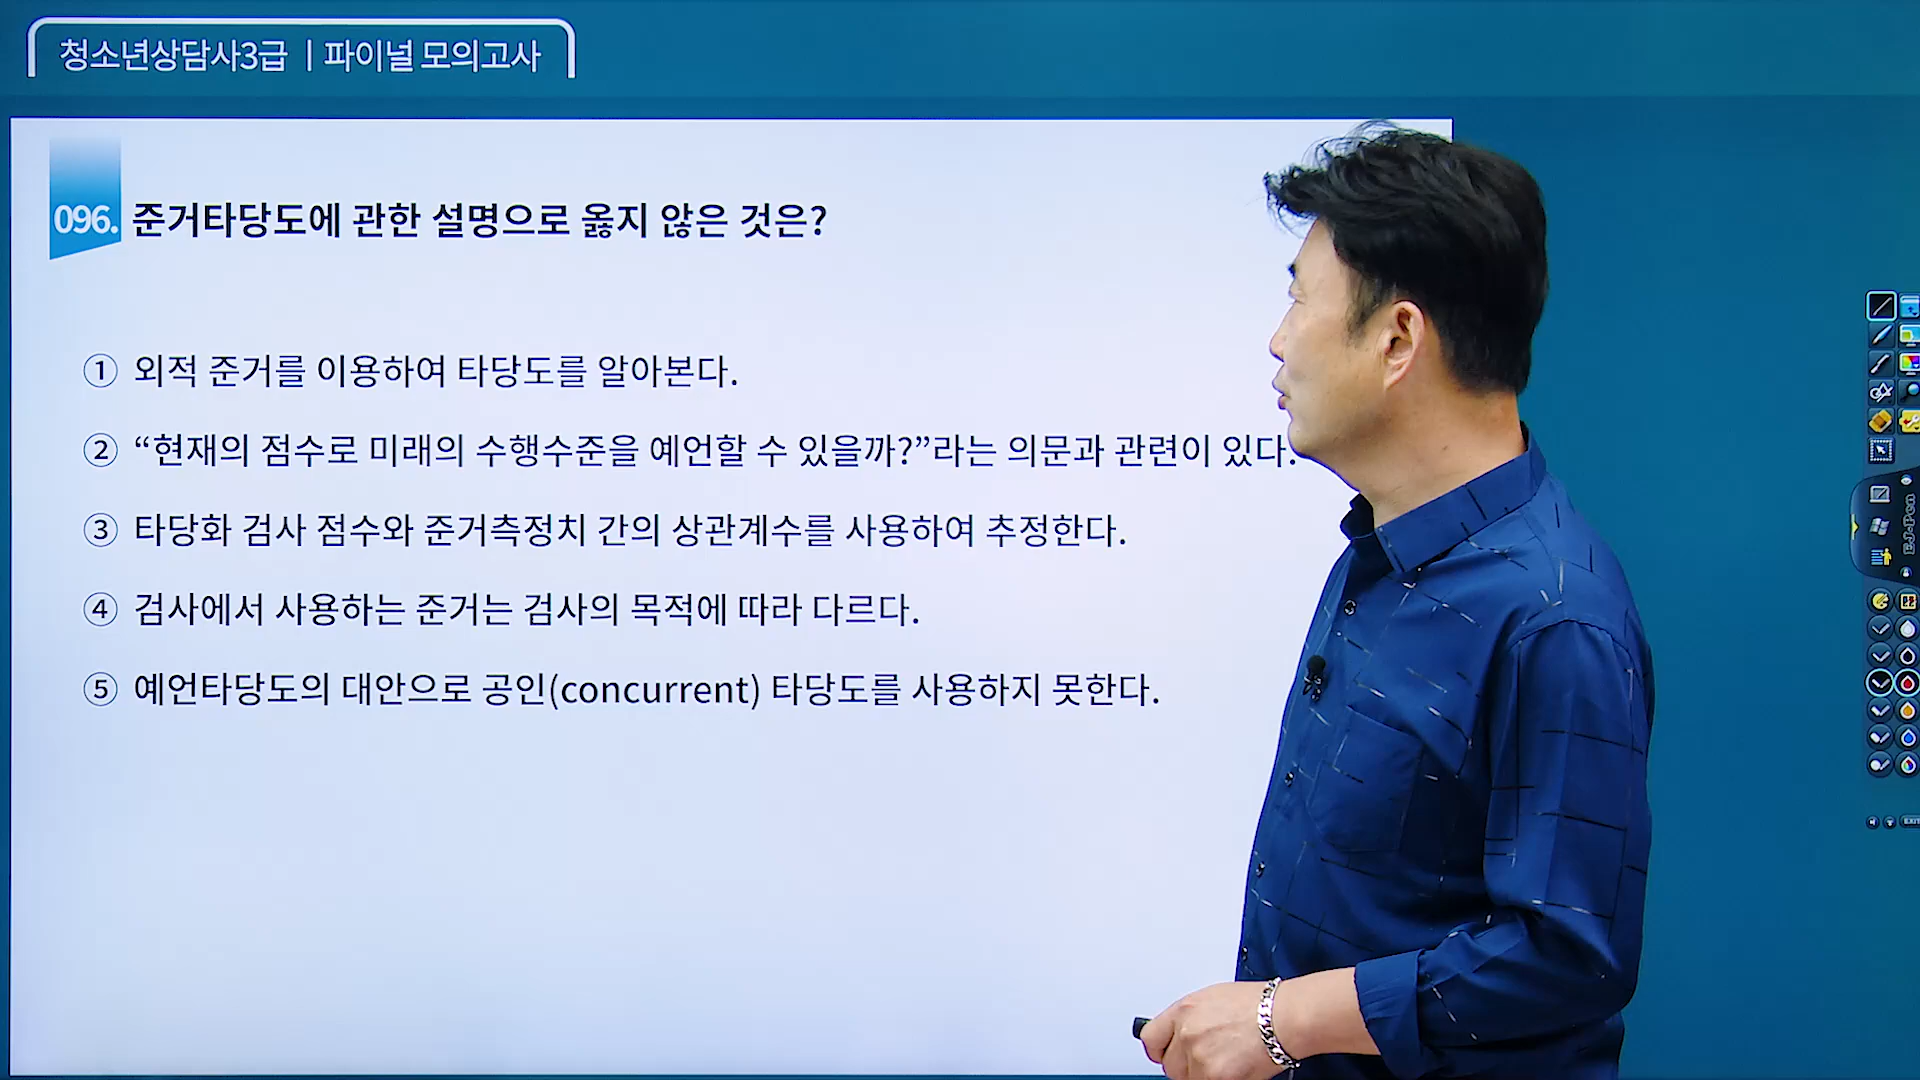 청소년상담사3급 | 파이널 모의고사
096. 준거타당도에 관한 설명으로 옳지 않은 것은?
① 외적 준거를 이용하여 타당도를 알아본다.
② “현재의 점수로 미래의 수행수준을 예언할 수 있을까?”라는 의문과 관련이 있다.
③ 타당화 검사 점수와 준거측정치 간의 상관계수를 사용하여 추정한다.
④ 검사에서 사용하는 준거는 검사의 목적에 따라 다르다.
⑤ 예언타당도의 대안으로 공인(concurrent) 타당도를 사용하지 못한다.